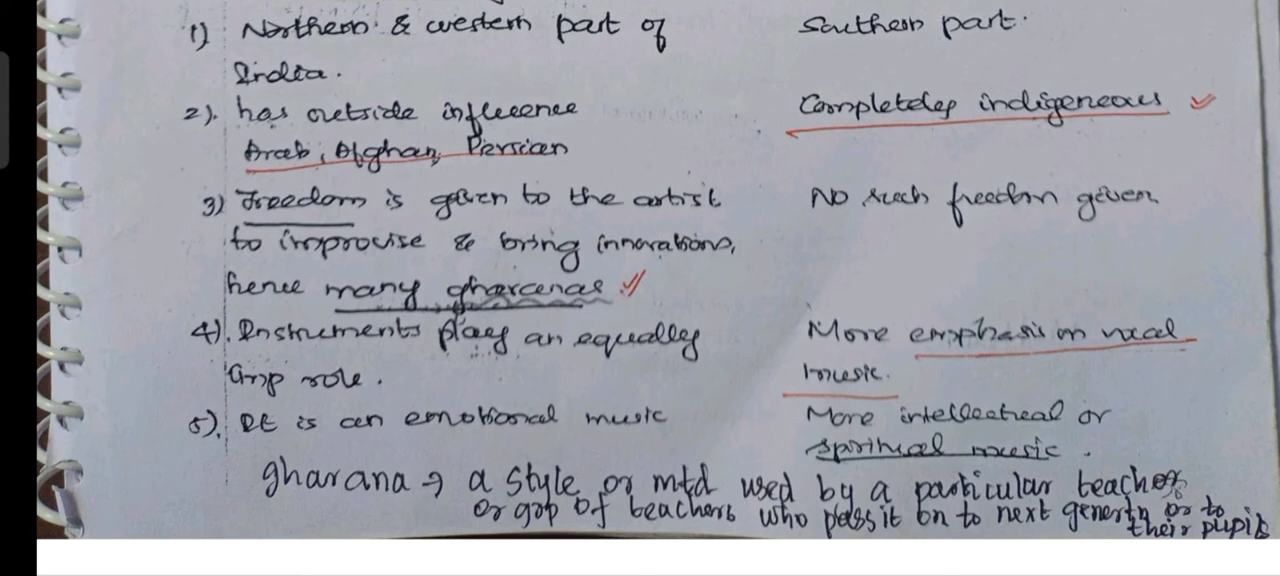 1) Northern & western part of Southern part.
India.
2). has outside influence Completely indigeneous
Arab, Afghan, Persian
3) Freedom is given to the artist No such freedom given
to improvise & bring innovations,
hence many gharanas
4). Instruments play an equally More emphasis on vocal
imp role. music.
5). It is an emotional music More intellectual or
spiritual music.
gharana → a style or mtd used by a particular teacher
or grp of teachers who pass it on to next genertn or to
their pupils